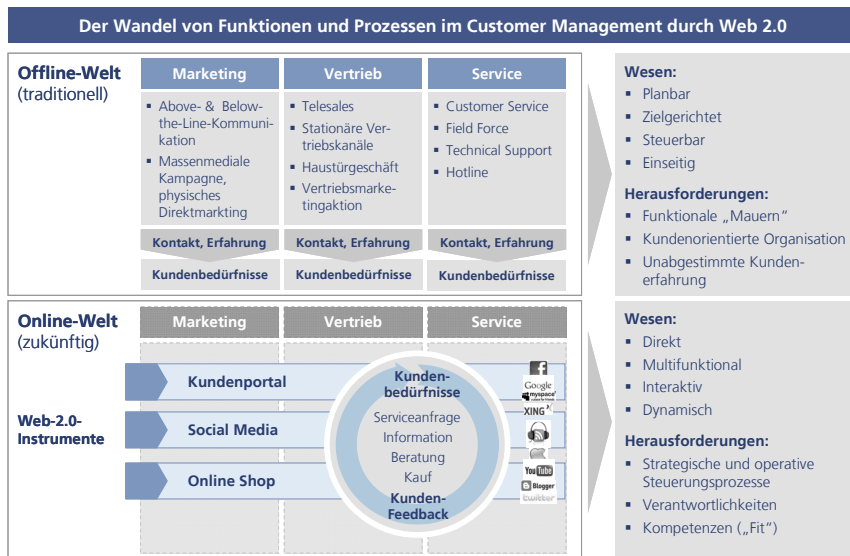 Der Wandel von Funktionen und Prozessen im Customer Management durch Web 2.0
Offline-Welt
(traditionell)
Marketing
▪ Above- & Below-
the-Line-Kommuni-
kation
▪ Massenmediale
Kampagne,
physisches
Direktmarkting
Kontakt, Erfahrung
Kundenbedürfnisse
Vertrieb
▪ Telesales
▪ Stationäre Ver-
triebskanäle
▪ Haustürgeschäft
▪ Vertriebsmarke-
tingaktion
Kontakt, Erfahrung
Kundenbedürfnisse
Service
▪ Customer Service
▪ Field Force
▪ Technical Support
▪ Hotline
Kontakt, Erfahrung
Kundenbedürfnisse
Wesen:
▪ Planbar
▪ Zielgerichtet
▪ Steuerbar
▪ Einseitig
Herausforderungen:
▪ Funktionale „Mauern“
▪ Kundenorientierte Organisation
▪ Unabgestimmte Kunden-
erfahrung
Online-Welt
(zukünftig)
Marketing
Vertrieb
Service
Web-2.0-
Instrumente
Kundenportal
Social Media
Online Shop
Kunden-
bedürfnisse
Serviceanfrage
Information
Beratung
Kauf
Kunden-
Feedback
f
Google
myspace
XING
YouTube
Blogger
twitter
Wesen:
▪ Direkt
▪ Multifunktional
▪ Interaktiv
▪ Dynamisch
Herausforderungen:
▪ Strategische und operative
Steuerungsprozesse
▪ Verantwortlichkeiten
▪ Kompetenzen („Fit“)